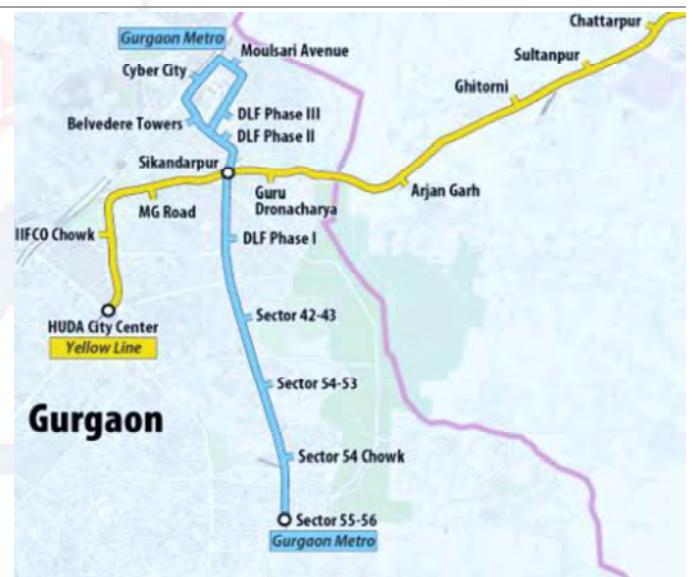 Chattarpur
Gurgaon Metro
Moulsari Avenue
Sultanpur
Cyber City
Ghitorni
DLF Phase III
Belvedere Towers
DLF Phase II
Sikandarpur
Guru
Dronacharya
Arjan Garh
MG Road
IIFCO Chowk
DLF Phase I
Sector 42-43
HUDA City Center
Yellow Line
Sector 54-53
Gurgaon
Sector 54 Chowk
Sector 55-56
Gurgaon Metro